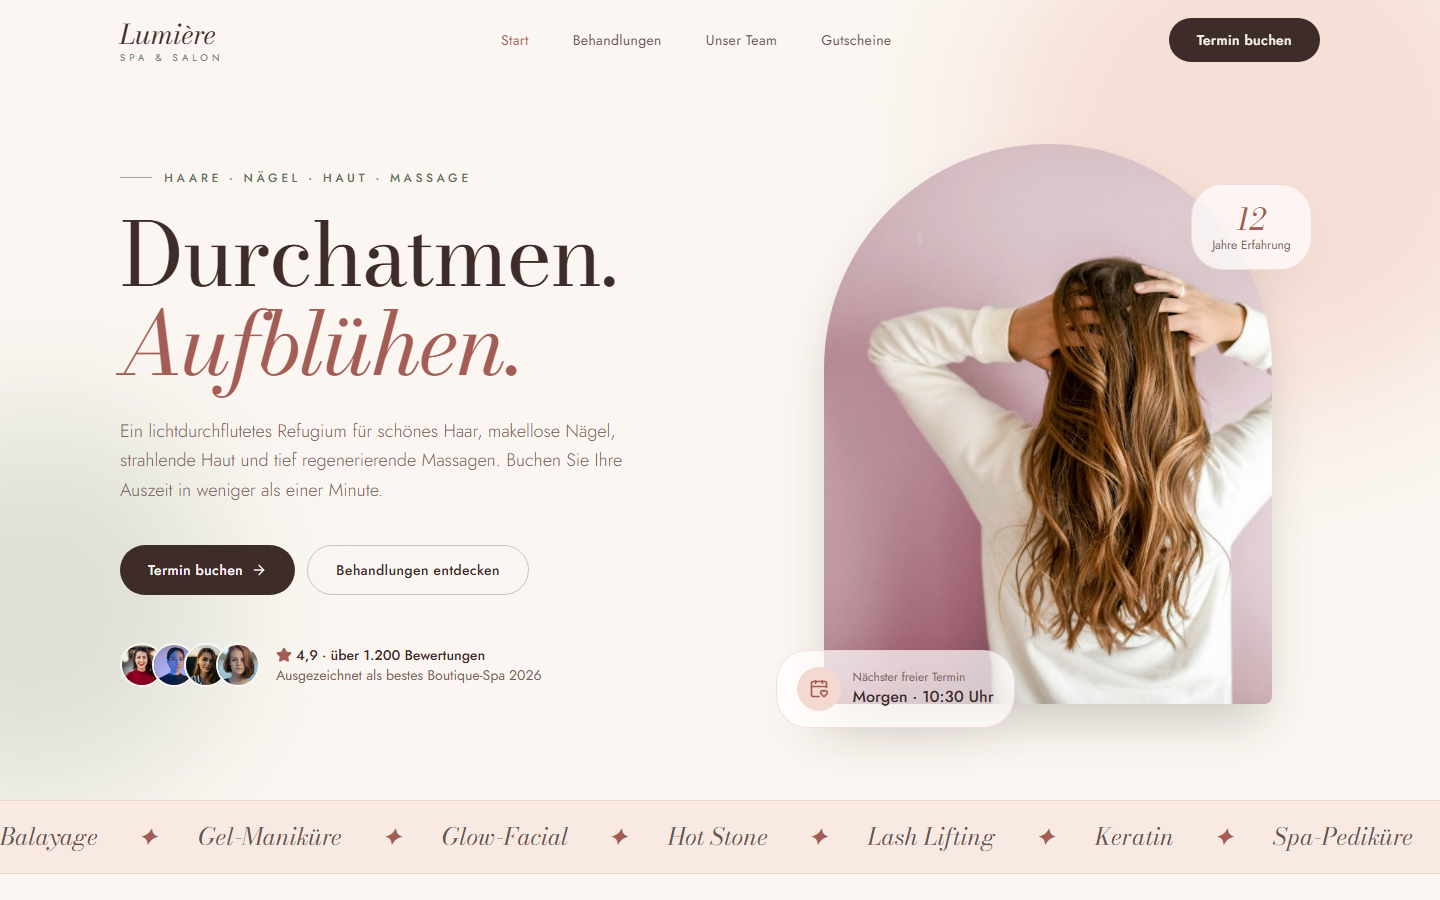 Lumière
SPA & SALON
Start
Behandlungen
Unser Team
Gutscheine
Termin buchen
HAARE · NÄGEL · HAUT · MASSAGE
Durchatmen.
Aufblühen.
Ein lichtdurchflutetes Refugium für schönes Haar, makellose Nägel,
strahlende Haut und tief regenerierende Massagen. Buchen Sie Ihre
Auszeit in weniger als einer Minute.
Termin buchen →
Behandlungen entdecken
★ 4,9 · über 1.200 Bewertungen
Ausgezeichnet als bestes Boutique-Spa 2026
12
Jahre Erfahrung
Nächster freier Termin
Morgen · 10:30 Uhr
Balayage ✦ Gel-Maniküre ✦ Glow-Facial ✦ Hot Stone ✦ Lash Lifting ✦ Keratin ✦ Spa-Pediküre